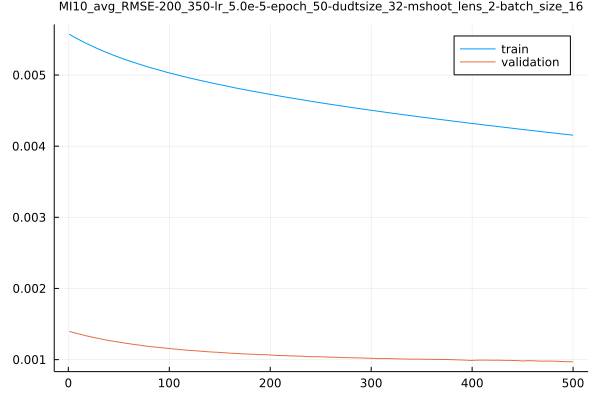 MI10_avg_RMSE-200_350-lr_5.0e-5-epoch_50-dudtsize_32-mshoot_lens_2-batch_size_16
train
validation
0.005
0.004
0.003
0.002
0.001
0 100 200 300 400 500